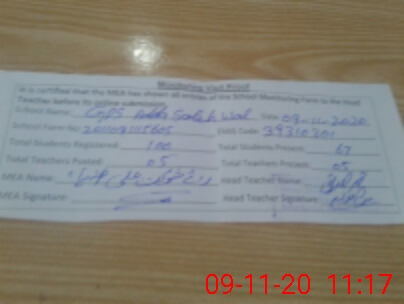 Monitoring Visit Proof
It is certified that the MEA has shown all entries of the School Monitoring Form to the Head
Teacher before its online submission.
School Name: GGPS Adda Date 09-11-2020
School Form No EMIS Code: 39310301
Total Students Registered: 100 Total Students Present: 67
Total Teachers Posted: 05 Total Teachers Present: 05
MEA Name: Head Teacher Name:
MEA Signature: Head Teacher Signature:
09-11-20 11:17